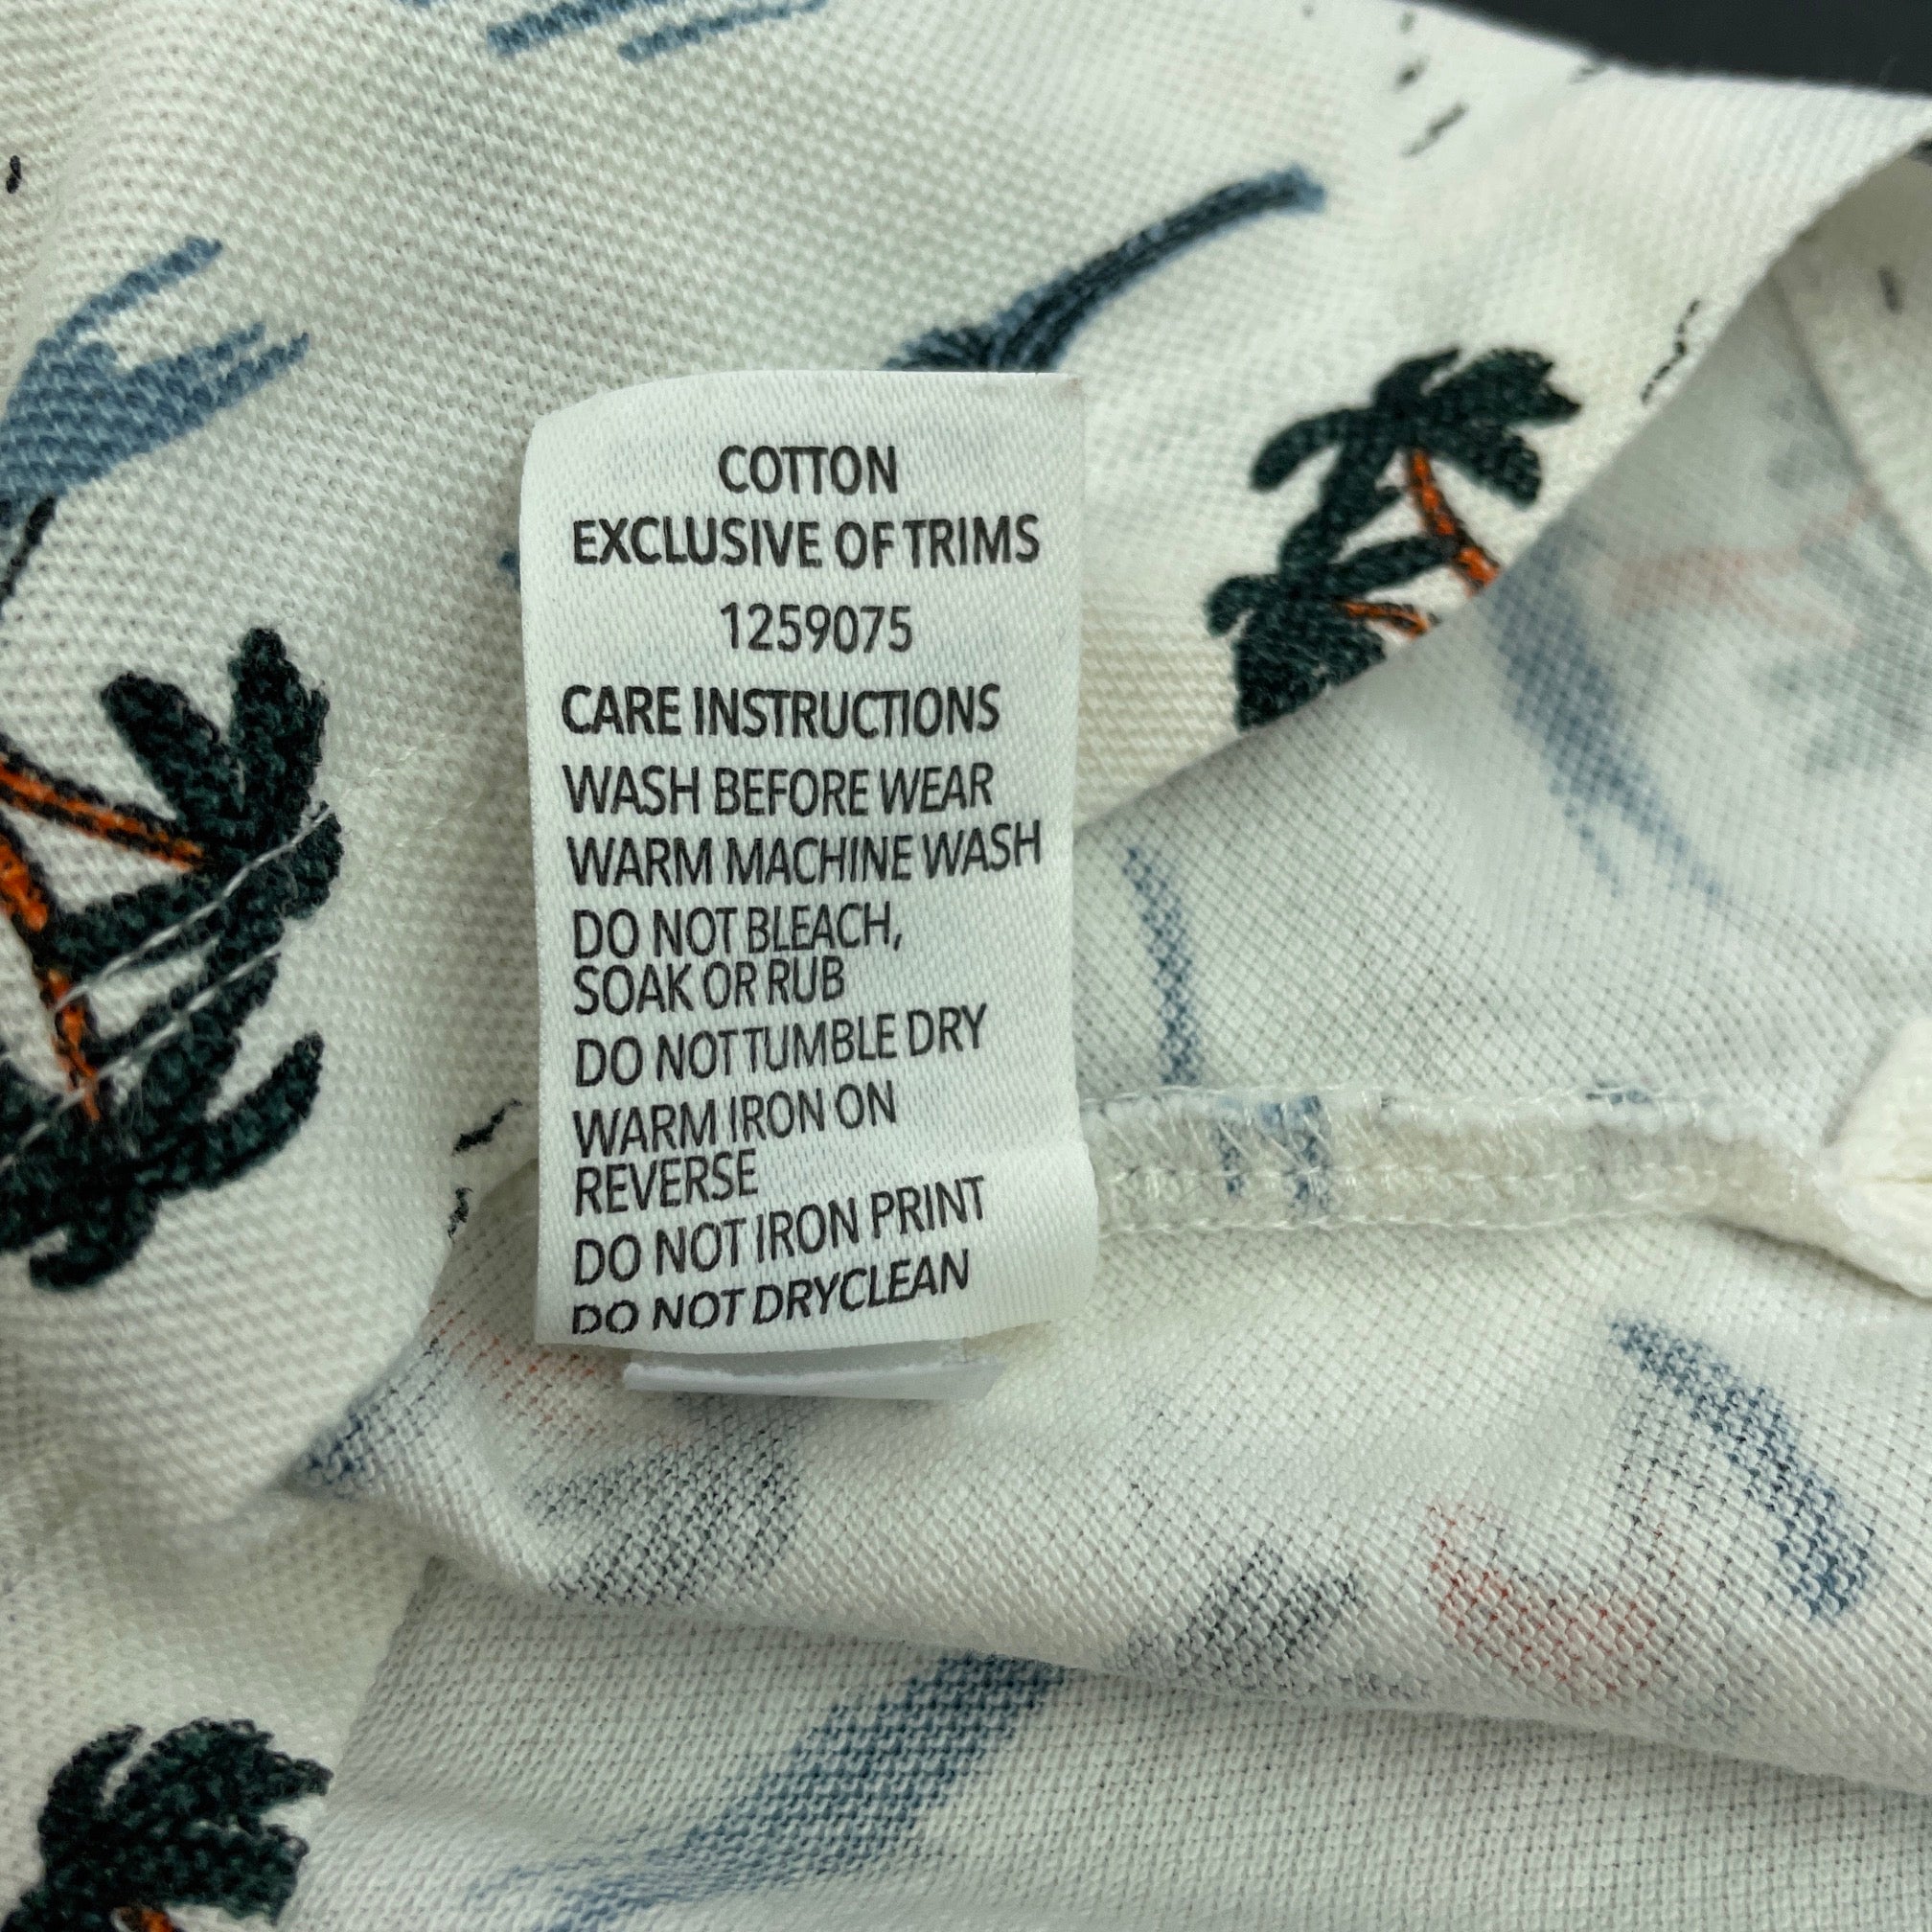 COTTON
EXCLUSIVE OF TRIMS
1259075
CARE INSTRUCTIONS
WASH BEFORE WEAR
WARM MACHINE WASH
DO NOT BLEACH,
SOAK OR RUB
DO NOT TUMBLE DRY
WARM IRON ON
REVERSE
DO NOT IRON PRINT
DO NOT DRYCLEAN